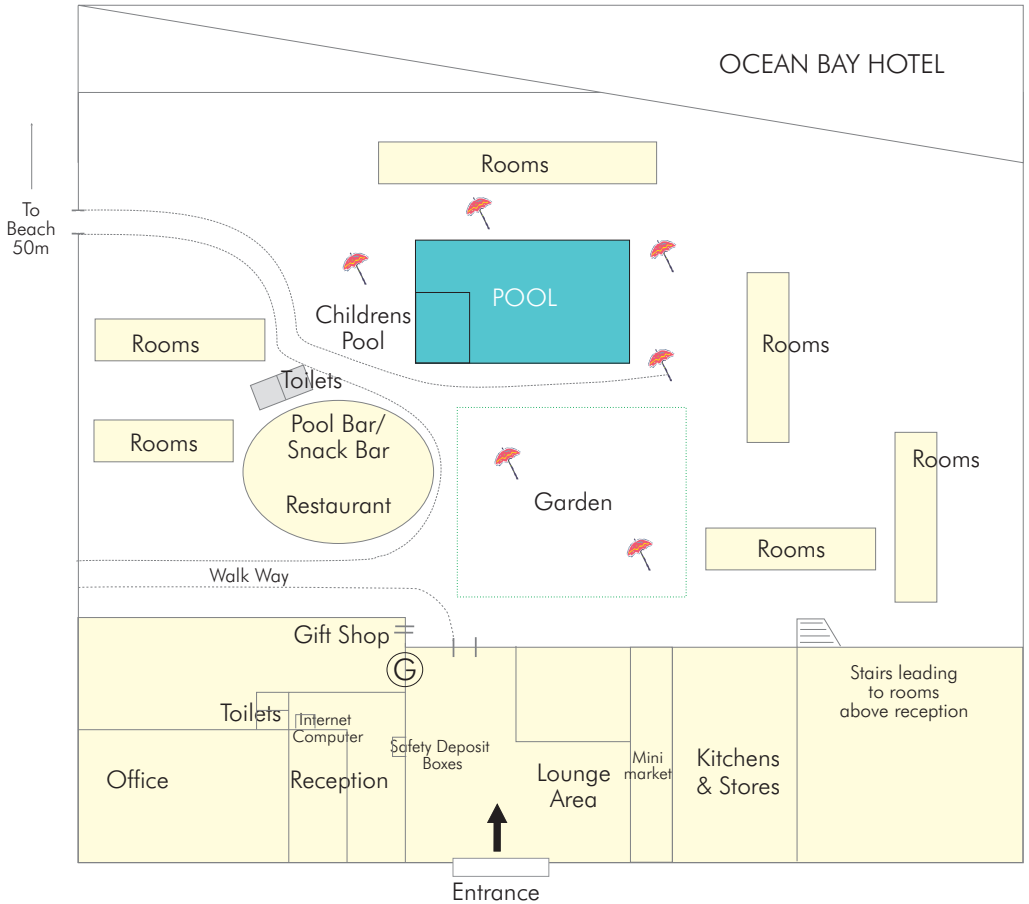 OCEAN BAY HOTEL
Rooms
To
Beach
50m
POOL
Childrens
Pool
Rooms
Rooms
Toilets
Pool Bar/
Snack Bar
Restaurant
Rooms
Rooms
Garden
Rooms
Walk Way
Gift Shop
G
Stairs leading
to rooms
above reception
Toilets
Internet
Computer
Safety Deposit
Boxes
Office
Reception
Lounge
Area
Mini
market
Kitchens
& Stores
Entrance